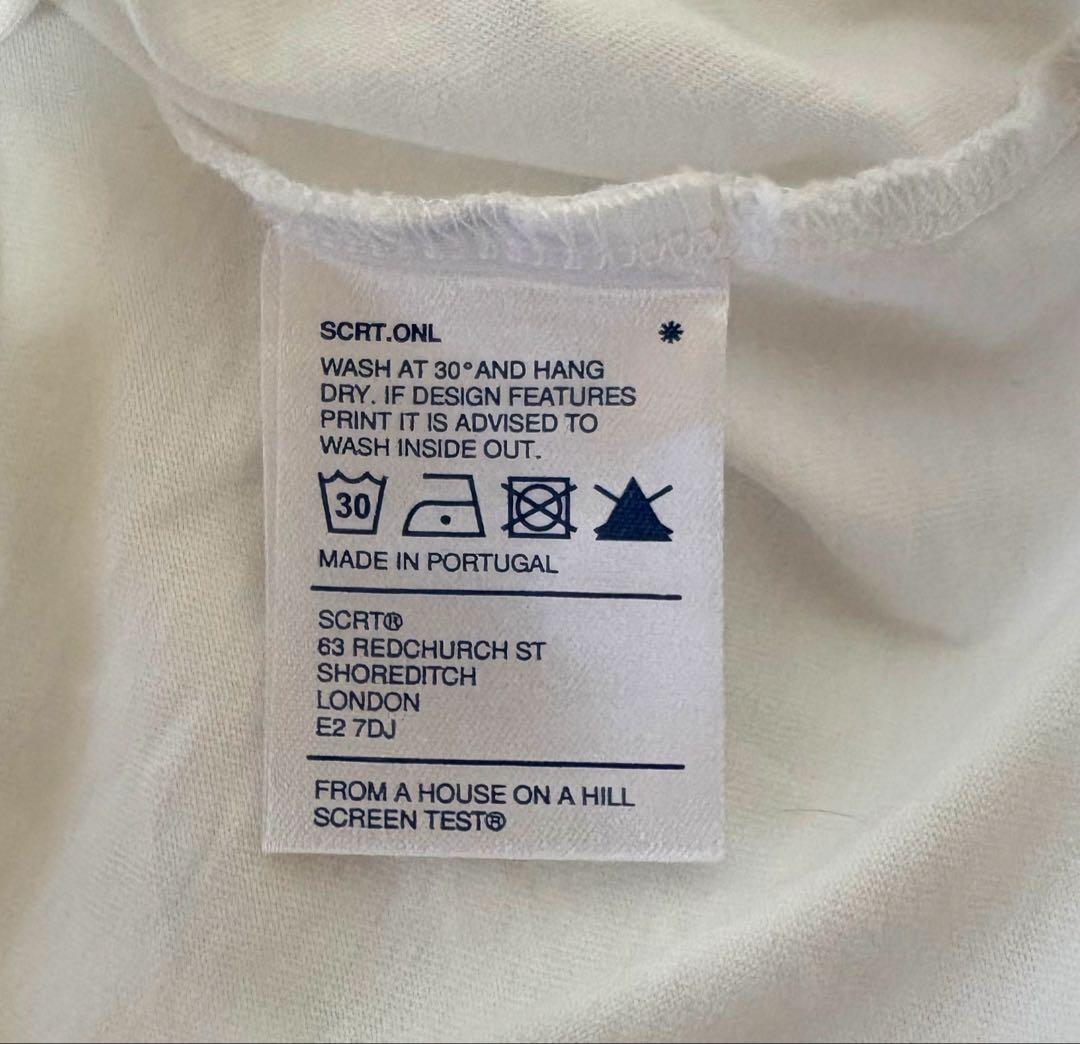 SCRT.ONL *
WASH AT 30° AND HANG
DRY. IF DESIGN FEATURES
PRINT IT IS ADVISED TO
WASH INSIDE OUT.
30
MADE IN PORTUGAL
SCRT®
63 REDCHURCH ST
SHOREDITCH
LONDON
E2 7DJ
FROM A HOUSE ON A HILL
SCREEN TEST®